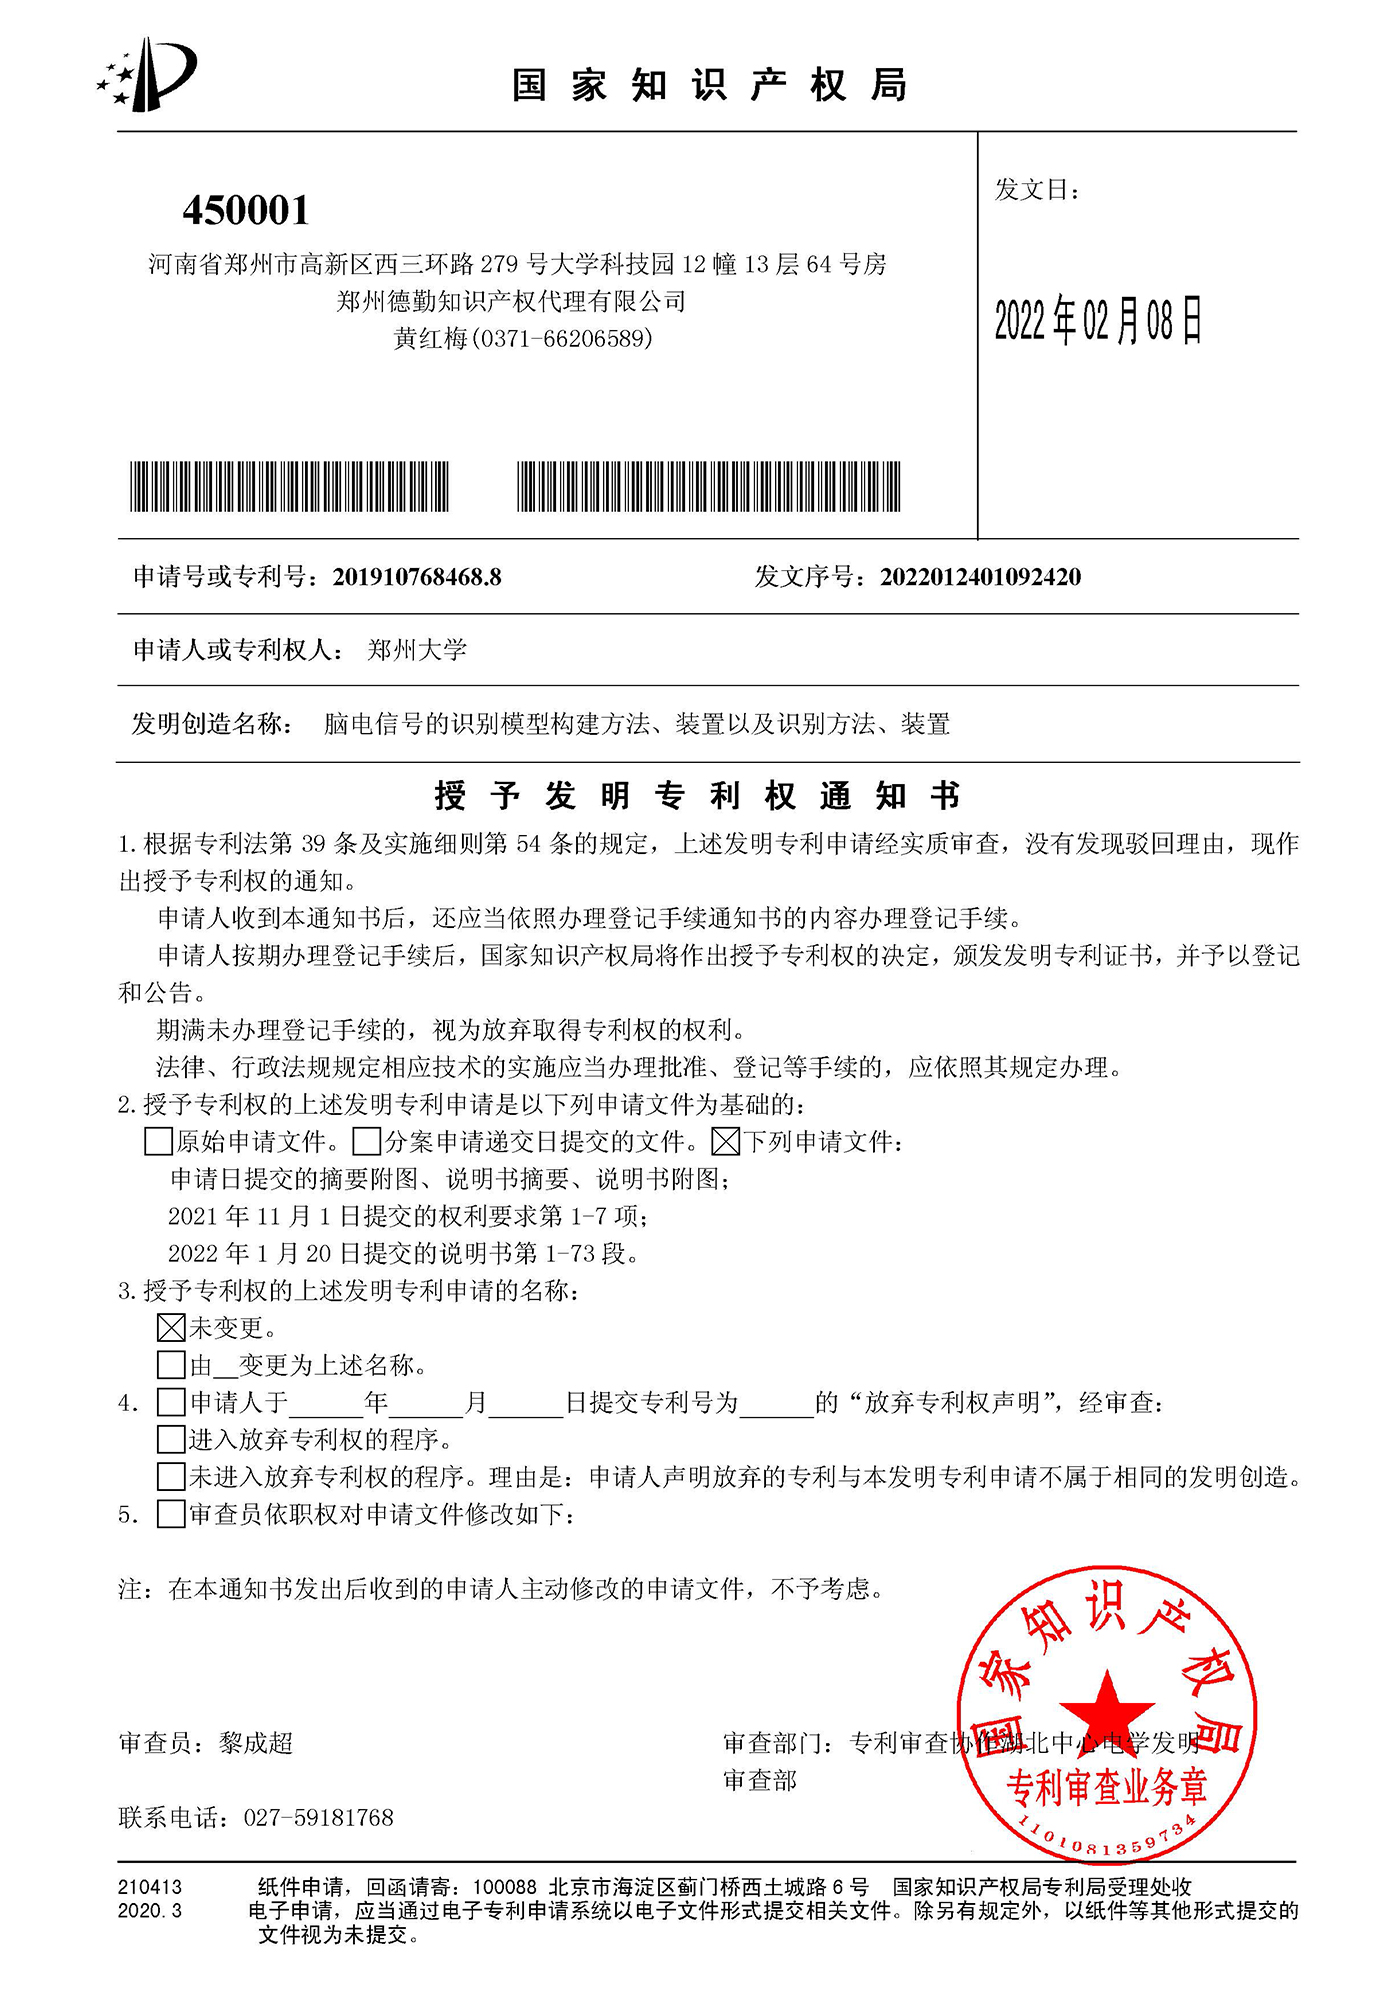 国家知识产权局
450001
河南省郑州市高新区西三环路 279 号大学科技园 12 幢 13 层 64 号房
郑州德勤知识产权代理有限公司
黄红梅(0371-66206589)
发文日：
2022 年 02 月 08 日
申请号或专利号：201910768468.8
发文序号：2022012401092420
申请人或专利权人： 郑州大学
发明创造名称： 脑电信号的识别模型构建方法、装置以及识别方法、装置
授予发明专利权通知书
1.根据专利法第 39 条及实施细则第 54 条的规定，上述发明专利申请经实质审查，没有发现驳回理由，现作
出授予专利权的通知。
申请人收到本通知书后，还应当依照办理登记手续通知书的内容办理登记手续。
申请人按期办理登记手续后，国家知识产权局将作出授予专利权的决定，颁发发明专利证书，并予以登记
和公告。
期满未办理登记手续的，视为放弃取得专利权的权利。
法律、行政法规规定相应技术的实施应当办理批准、登记等手续的，应依照其规定办理。
2.授予专利权的上述发明专利申请是以下列申请文件为基础的：
□原始申请文件。□分案申请递交日提交的文件。☒下列申请文件：
申请日提交的摘要附图、说明书摘要、说明书附图；
2021 年 11 月 1 日提交的权利要求第 1-7 项；
2022 年 1 月 20 日提交的说明书第 1-73 段。
3.授予专利权的上述发明专利申请的名称：
☒未变更。
□由__变更为上述名称。
4. □申请人于______年______月______日提交专利号为______的“放弃专利权声明”，经审查：
□进入放弃专利权的程序。
□未进入放弃专利权的程序。理由是：申请人声明放弃的专利与本发明专利申请不属于相同的发明创造。
5. □审查员依职权对申请文件修改如下：
注：在本通知书发出后收到的申请人主动修改的申请文件，不予考虑。
审查员：黎成超
审查部门：专利审查协作湖北中心电学发明
审查部
联系电话：027-59181768
国家知识产权局
专利审查业务章
1101081359734
210413
2020.3
纸件申请，回函请寄：100088 北京市海淀区蓟门桥西土城路 6 号 国家知识产权局专利局受理处收
电子申请，应当通过电子专利申请系统以电子文件形式提交相关文件。除另有规定外，以纸件等其他形式提交的
文件视为未提交。